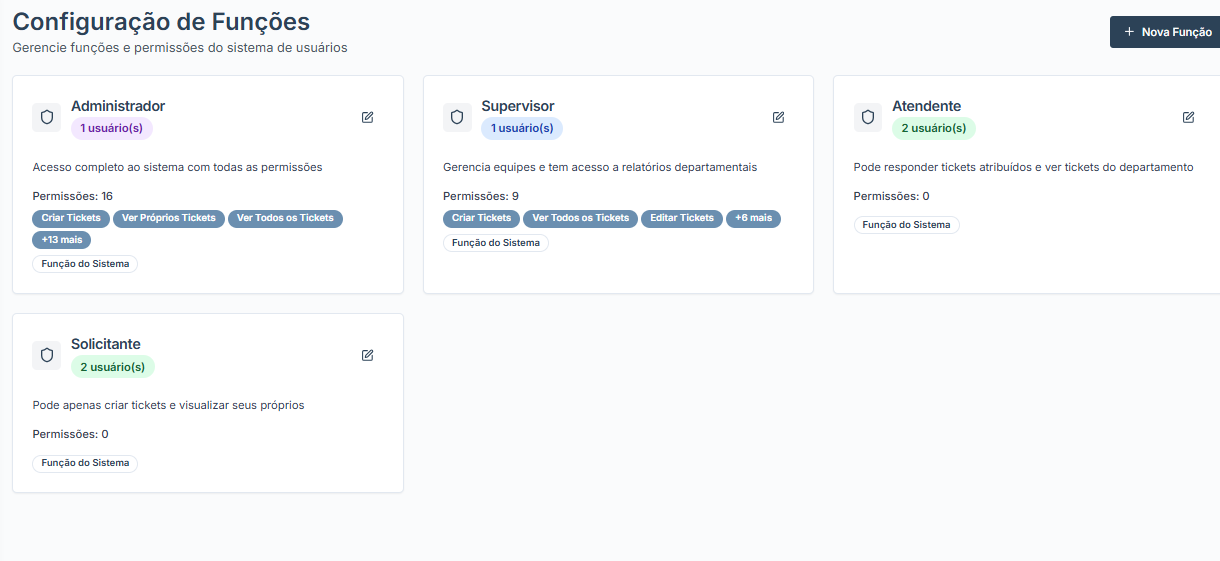 Configuração de Funções
Gerencie funções e permissões do sistema de usuários
+ Nova Função
Administrador
1 usuário(s)
Acesso completo ao sistema com todas as permissões
Permissões: 16
Criar Tickets Ver Próprios Tickets Ver Todos os Tickets
+13 mais
Função do Sistema
Supervisor
1 usuário(s)
Gerencia equipes e tem acesso a relatórios departamentais
Permissões: 9
Criar Tickets Ver Todos os Tickets Editar Tickets +6 mais
Função do Sistema
Atendente
2 usuário(s)
Pode responder tickets atribuídos e ver tickets do departamento
Permissões: 0
Função do Sistema
Solicitante
2 usuário(s)
Pode apenas criar tickets e visualizar seus próprios
Permissões: 0
Função do Sistema